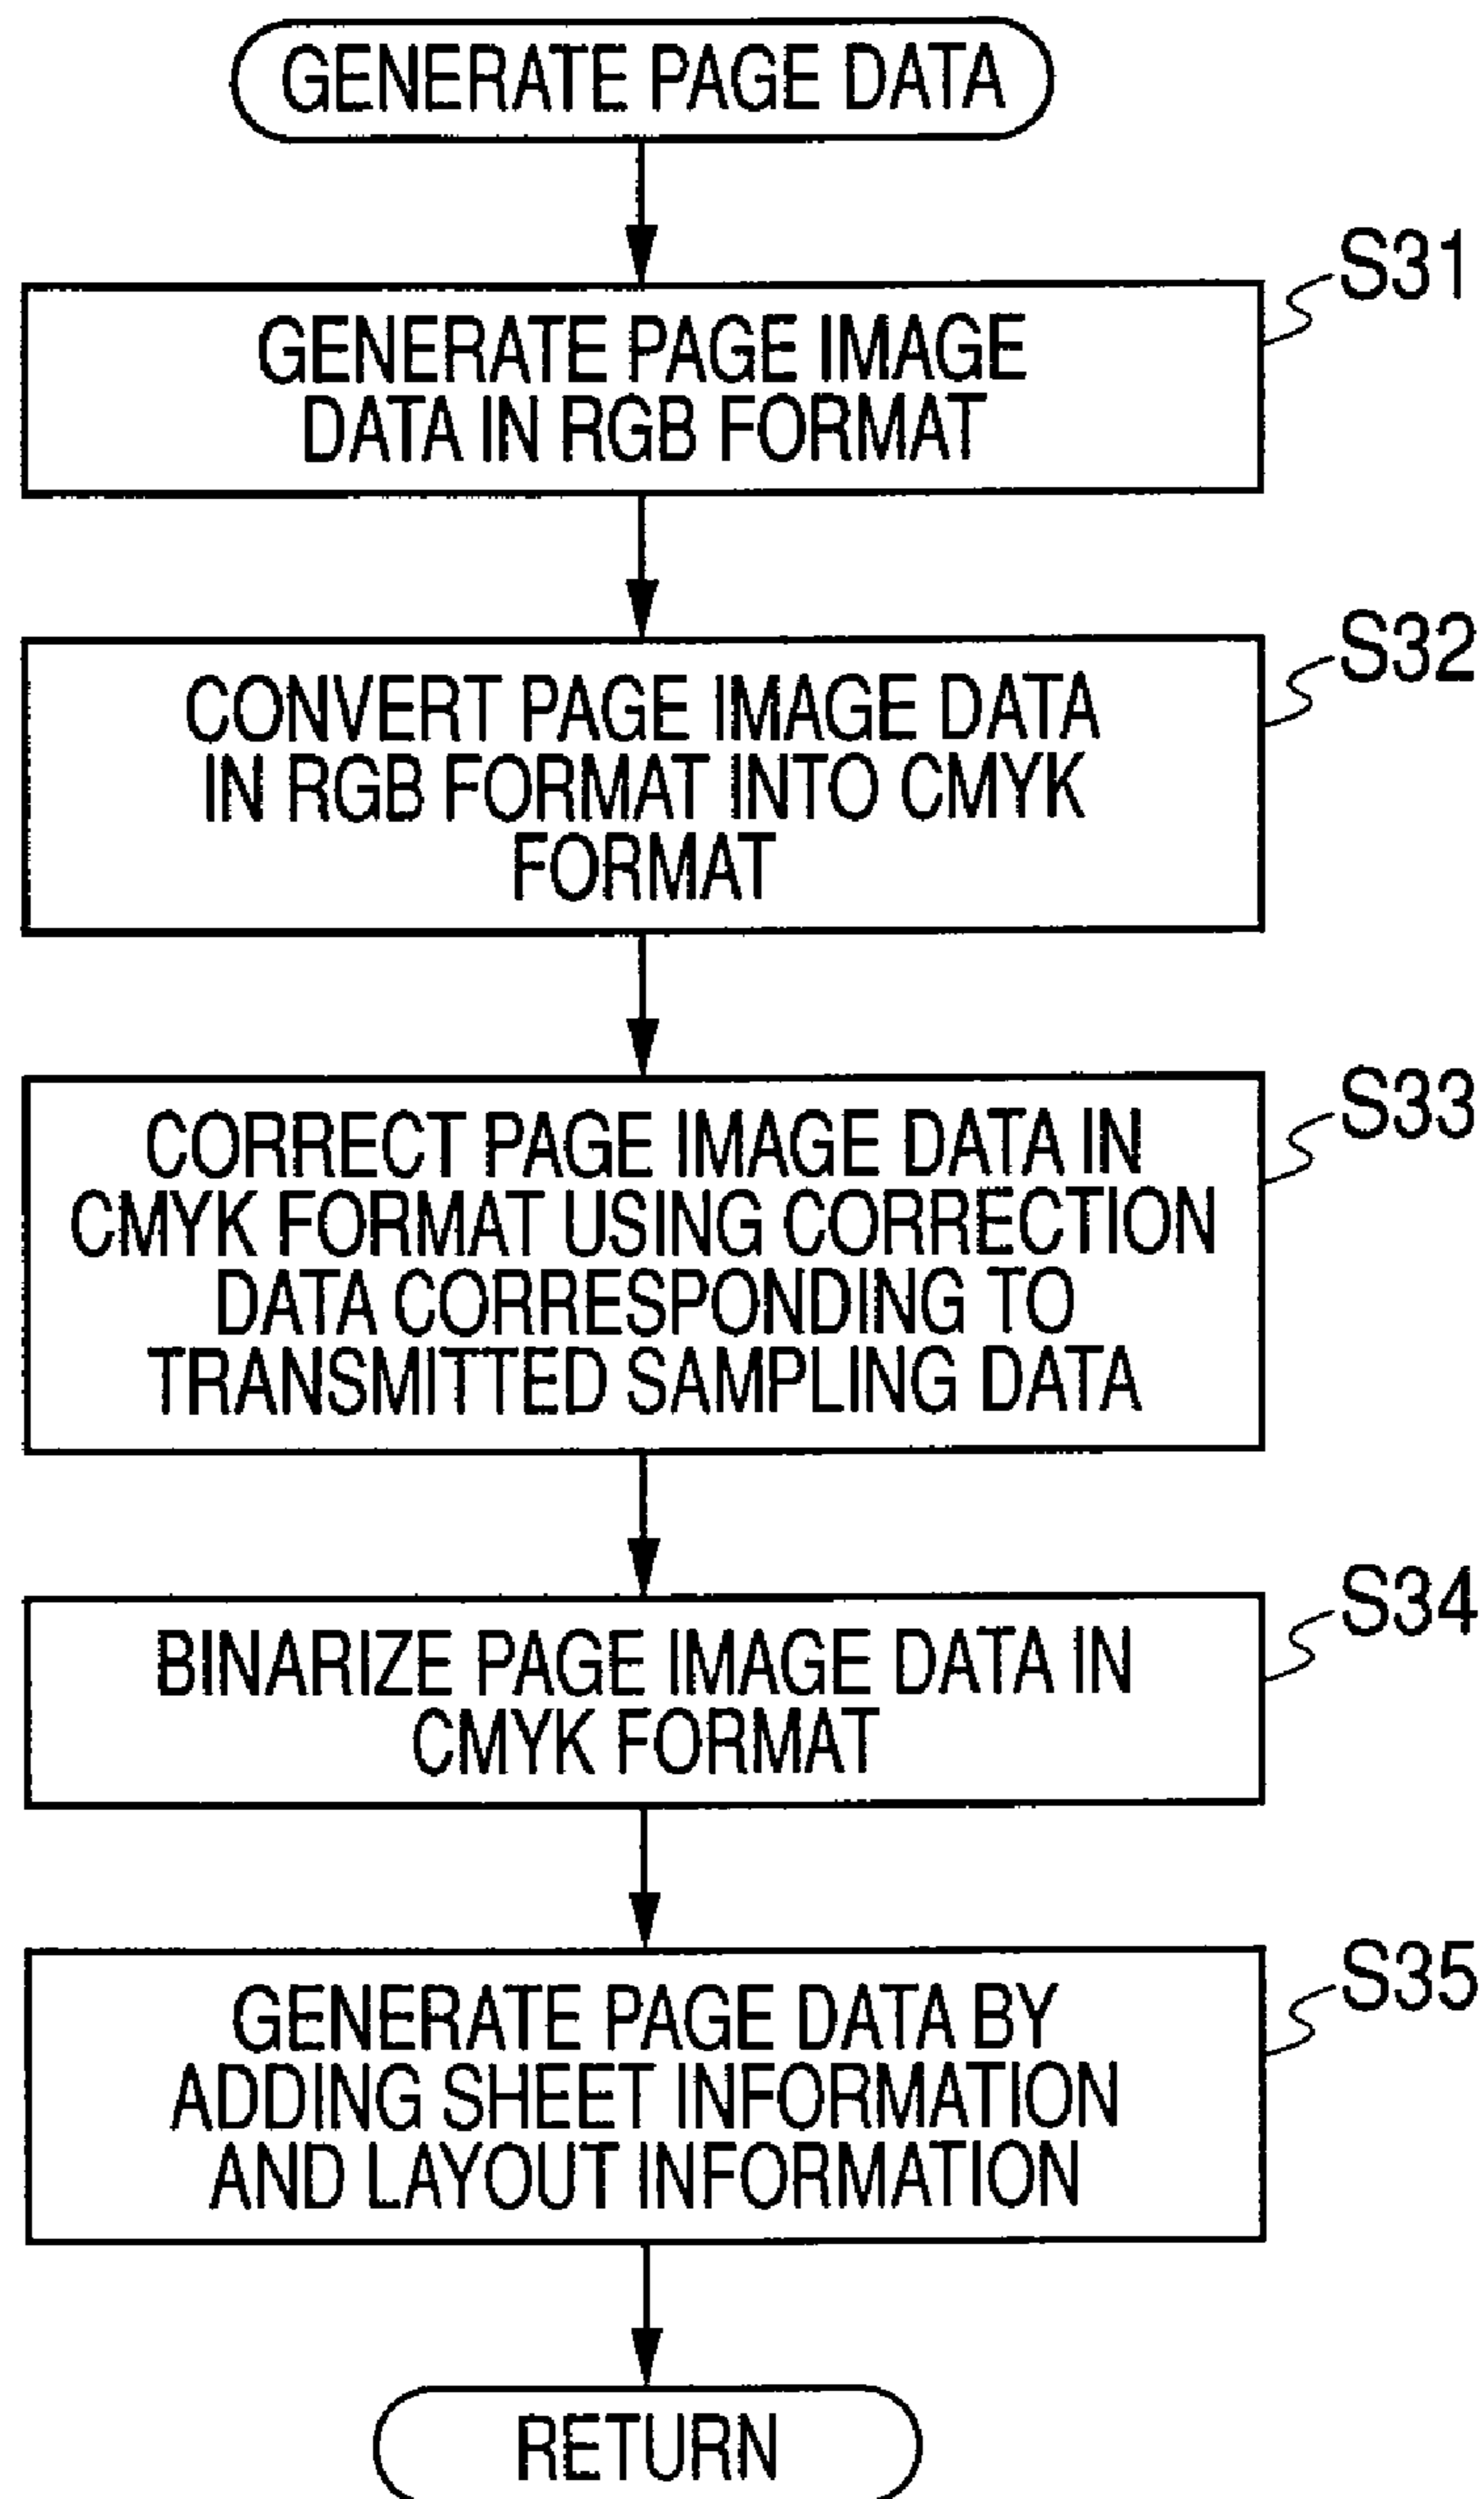 GENERATE PAGE DATA
S31
GENERATE PAGE IMAGE
DATA IN RGB FORMAT
S32
CONVERT PAGE IMAGE DATA
IN RGB FORMAT INTO CMYK
FORMAT
S33
CORRECT PAGE IMAGE DATA IN
CMYK FORMAT USING CORRECTION
DATA CORRESPONDING TO
TRANSMITTED SAMPLING DATA
S34
BINARIZE PAGE IMAGE DATA IN
CMYK FORMAT
S35
GENERATE PAGE DATA BY
ADDING SHEET INFORMATION
AND LAYOUT INFORMATION
RETURN